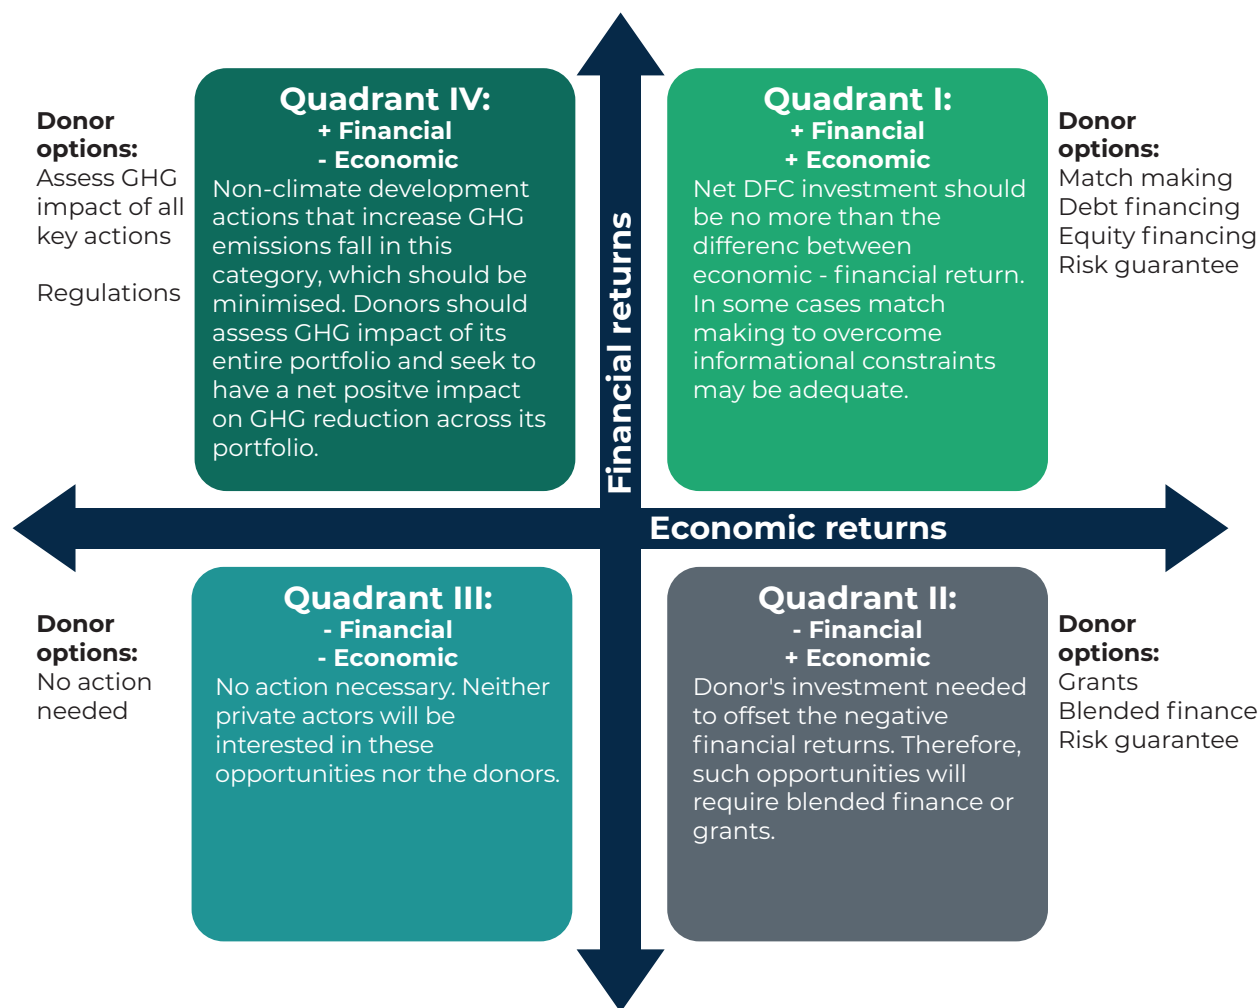 Donor
options:
Assess GHG
impact of all
key actions
Regulations
Quadrant IV:
+ Financial
- Economic
Non-climate development
actions that increase GHG
emissions fall in this
category, which should be
minimised. Donors should
assess GHG impact of its
entire portfolio and seek to
have a net positve impact
on GHG reduction across its
portfolio.
Financial returns
Quadrant I:
+ Financial
+ Economic
Net DFC investment should
be no more than the
differenc between
economic - financial return.
In some cases match
making to overcome
informational constraints
may be adequate.
Donor
options:
Match making
Debt financing
Equity financing
Risk guarantee
Economic returns
Donor
options:
No action
needed
Quadrant III:
- Financial
- Economic
No action necessary. Neither
private actors will be
interested in these
opportunities nor the donors.
Quadrant II:
- Financial
+ Economic
Donor's investment needed
to offset the negative
financial returns. Therefore,
such opportunities will
require blended finance or
grants.
Donor
options:
Grants
Blended finance
Risk guarantee